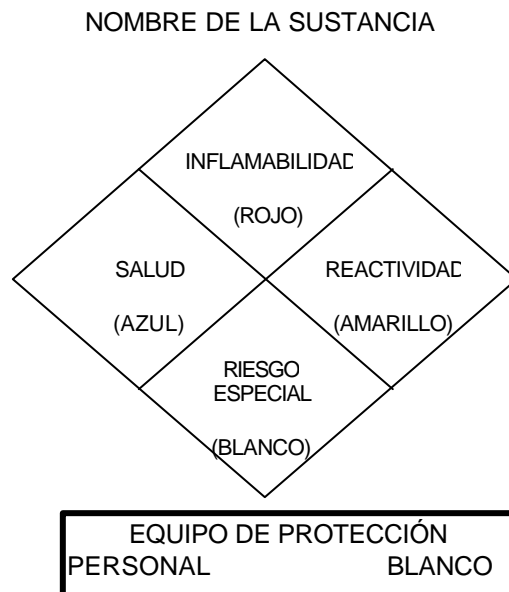 NOMBRE DE LA SUSTANCIA
INFLAMABILIDAD
(ROJO)
SALUD
(AZUL)
REACTIVIDAD
(AMARILLO)
RIESGO
ESPECIAL
(BLANCO)
EQUIPO DE PROTECCIÓN
PERSONAL BLANCO